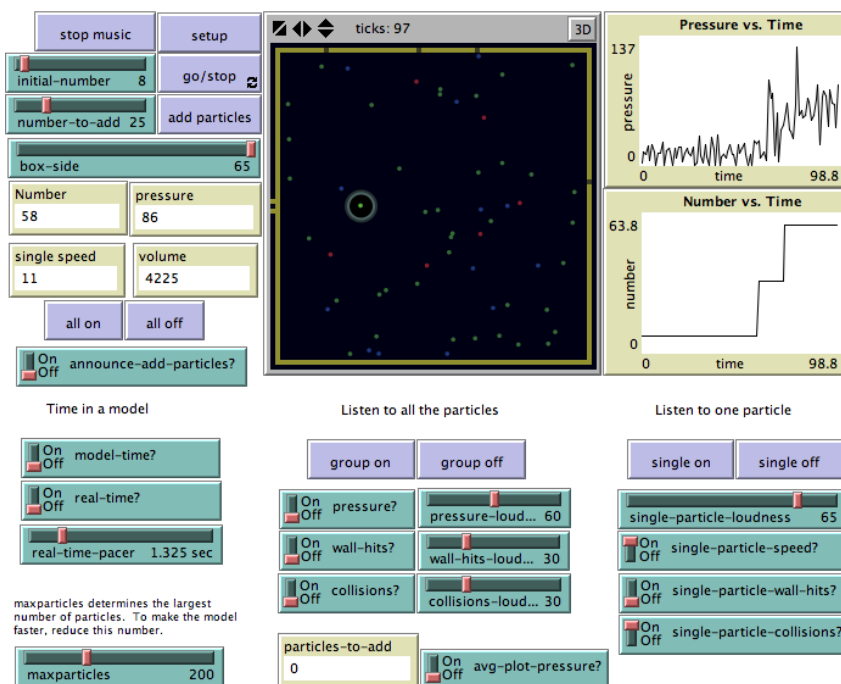 stop music
setup
initial-number 8
go/stop
number-to-add 25
add particles
box-side 65
Number
58
pressure
86
single speed
11
volume
4225
all on
all off
On
Off
announce-add-particles?
ticks: 97
3D
Pressure vs. Time
137
pressure
0
0
time
98.8
Number vs. Time
63.8
number
0
0
time
98.8
Time in a model
On
Off
model-time?
On
Off
real-time?
real-time-pacer 1.325 sec
maxparticles determines the largest
number of particles. To make the model
faster, reduce this number.
maxparticles 200
Listen to all the particles
group on
group off
On
Off
pressure?
pressure-loud... 60
On
Off
wall-hits?
wall-hits-loud... 30
On
Off
collisions?
collisions-loud... 30
particles-to-add
0
On
Off
avg-plot-pressure?
Listen to one particle
single on
single off
single-particle-loudness 65
On
Off
single-particle-speed?
On
Off
single-particle-wall-hits?
On
Off
single-particle-collisions?